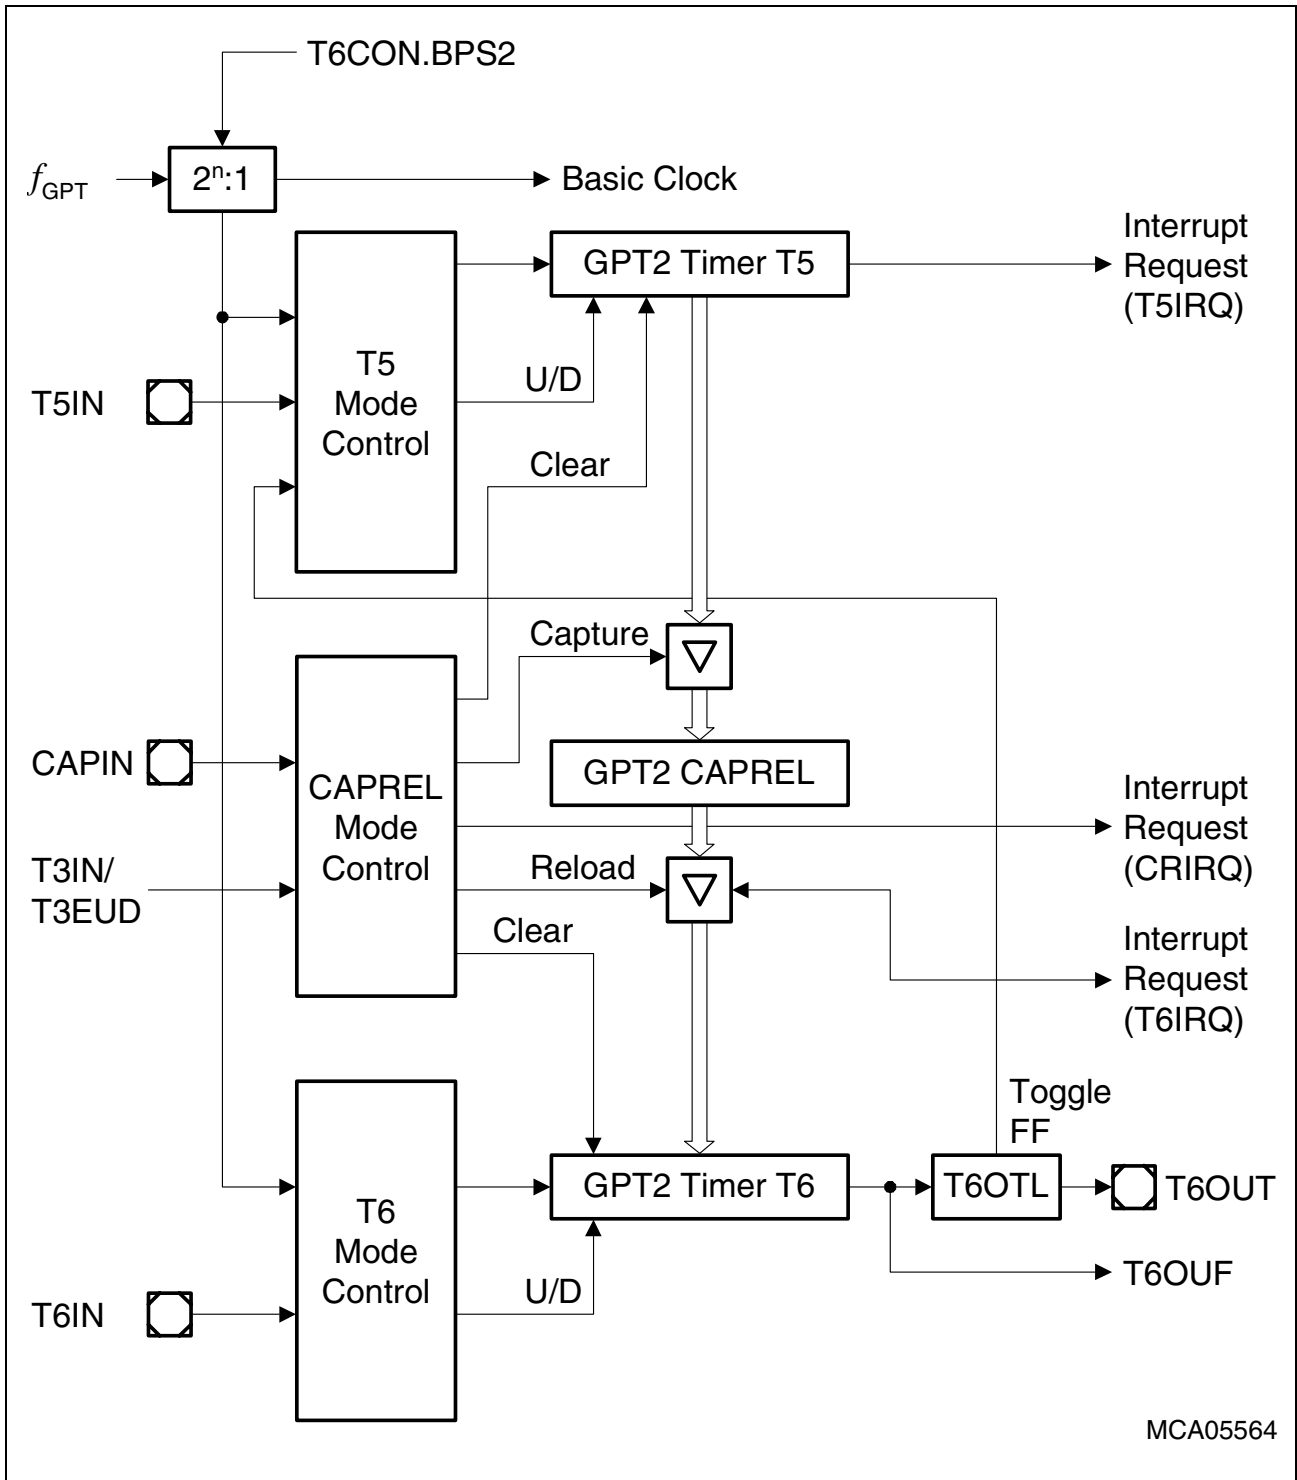 T6CON.BPS2
fGPT
2n:1
Basic Clock
Interrupt
Request
(T5IRQ)
GPT2 Timer T5
T5
Mode
Control
U/D
T5IN
Clear
Capture
CAPIN
GPT2 CAPREL
CAPREL
Mode
Control
Interrupt
Request
(CRIRQ)
T3IN/
T3EUD
Reload
Clear
Interrupt
Request
(T6IRQ)
Toggle
FF
GPT2 Timer T6
T6OTL
T6OUT
T6
Mode
Control
T6OUF
U/D
T6IN
MCA05564